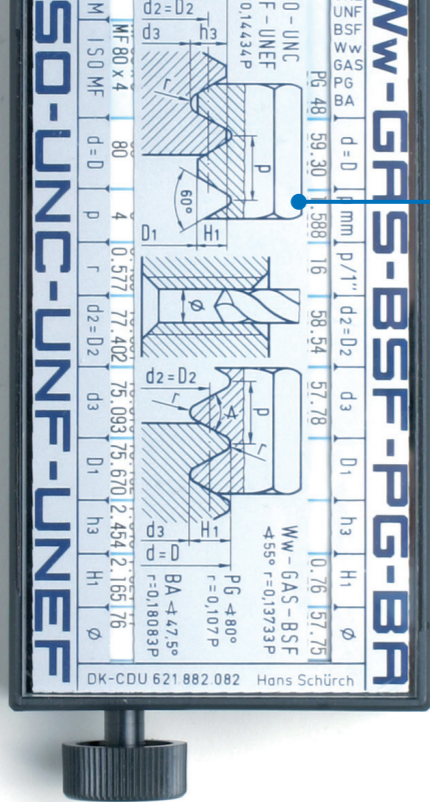 SO-UNC-UNF-UNEF
M
ISO MF
d=D
p
r
d2=D2
d3
D1
h3
H1
Ø
MF 80 x 4
80
4
0.577
77.402
75.093
75.670
2.454
2.165
76
d2=D2
d3
h3
r
60°
P
D1
H1
Ø
d2=D2
r
A
P
r
d3
H1
d=D
0,14434P
F-UNEF
O-UNC
Ww-GAS-BSF
∢55° r=0,13733P
PG ∢80°
r=0,107P
BA ∢47,5°
r=0,18083P
PG 48
59.30
1.588
16
58.54
57.78
0.76
57.75
UNF
BSF
Ww
GAS
PG
BA
d=D
p mm
p/1"
d2=D2
d3
D1
h3
H1
Ø
Ww-GAS-BSF-PG-BA
DK-CDU 621.882.082 Hans Schürch